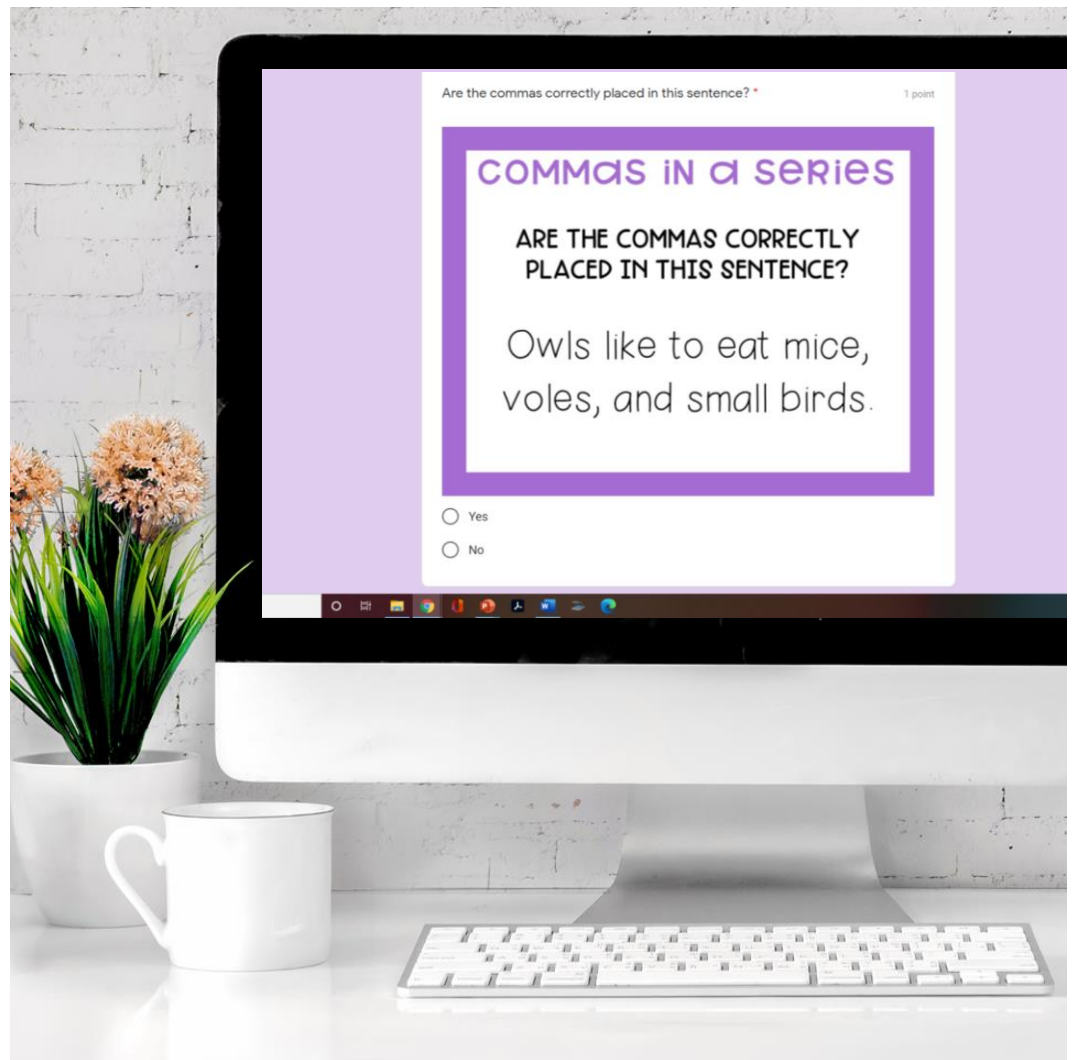 Are the commas correctly placed in this sentence? *
1 point
COMMAS IN A SERIES
ARE THE COMMAS CORRECTLY
PLACED IN THIS SENTENCE?
Owls like to eat mice,
voles, and small birds.
Yes
No